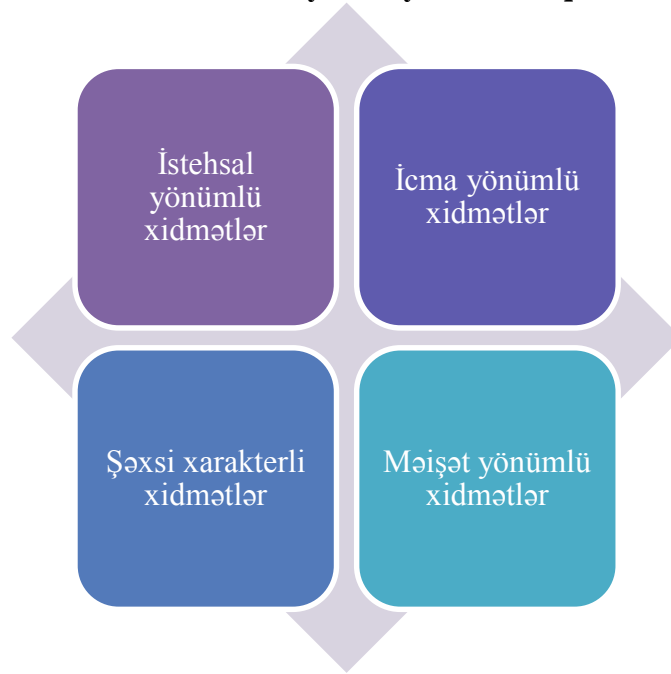 İstehsal
yönümlü
xidmətlər
İcma yönümlü
xidmətlər
Şəxsi xarakterli
xidmətlər
Məişət yönümlü
xidmətlər